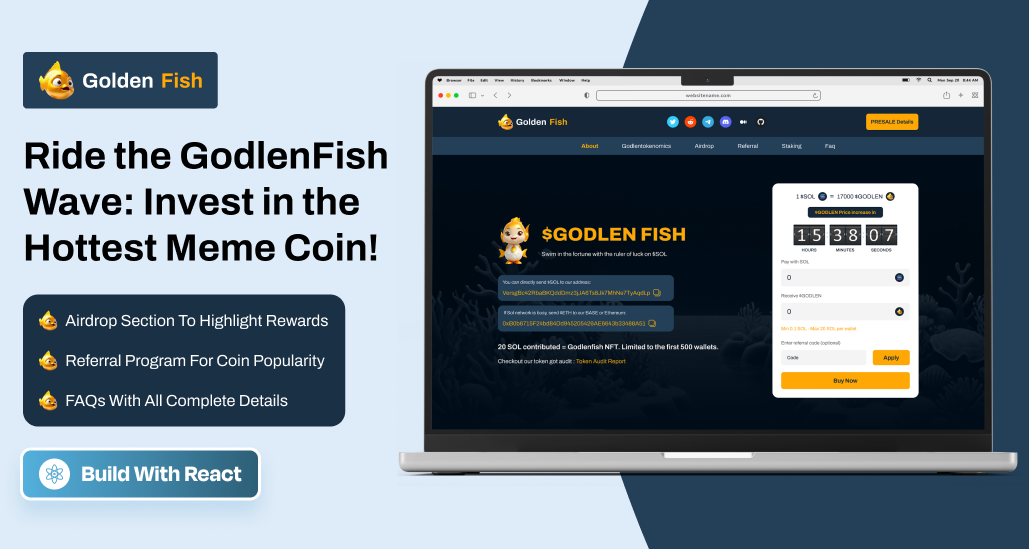 Golden Fish
Ride the GodlenFish
Wave: Invest in the
Hottest Meme Coin!
Airdrop Section To Highlight Rewards
Referral Program For Coin Popularity
FAQs With All Complete Details
Build With React
Browser File Edit View History Bookmarks Window Help
Mon Sep 20 9:44 AM
websitename.com
Golden Fish
PRESALE Details
About Godlentokenomics Airdrop Referral Staking Faq
$GODLEN FISH
Swim in the fortune with the ruler of luck on $SOL
You can directly send $SOL to our address:
If Sol network is busy, send $ETH to our BASE or Ethereum:
20 SOL contributed = Godlenfish NFT. Limited to the first 500 wallets.
Checkout our token got audit : Token Audit Report
1 $SOL = 17000 $GODLEN
$GODLEN Price increase in
15 38 07
HOURS MINUTES SECONDS
Pay with SOL
0
Receive $GODLEN
0
Min 0.1 SOL - Max 20 SOL per wallet
Enter referral code (optional)
Code Apply
Buy Now